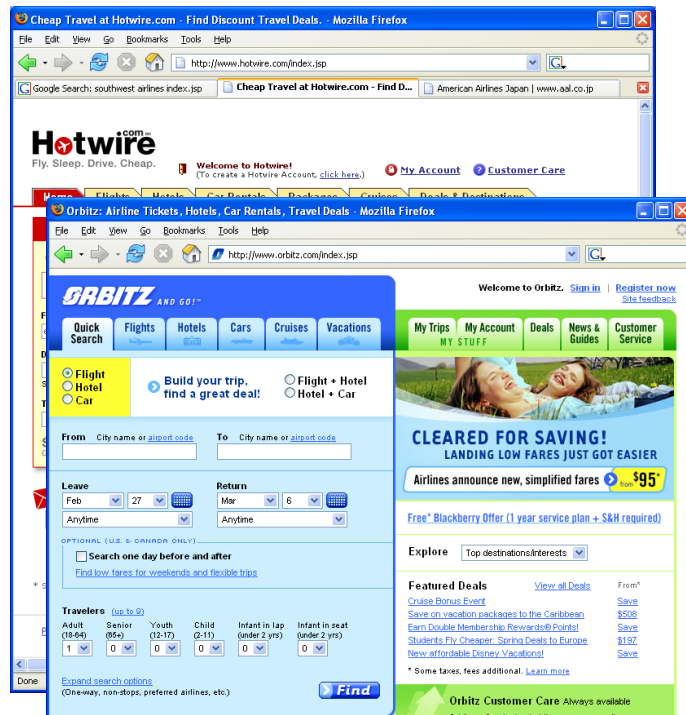 Cheap Travel at Hotwire.com - Find Discount Travel Deals. - Mozilla Firefox
File Edit View Go Bookmarks Tools Help
http://www.hotwire.com/index.jsp
G
Google Search: southwest airlines index.jsp
Cheap Travel at Hotwire.com - Find D...
American Airlines Japan | www.aal.co.jp
Hotwire.com
Fly. Sleep. Drive. Cheap.
Welcome to Hotwire!
(To create a Hotwire Account, click here.)
My Account
Customer Care
Home Flights Hotels Car Rentals Packages Cruises Deals & Destinations
Done
Orbitz: Airline Tickets, Hotels, Car Rentals, Travel Deals - Mozilla Firefox
File Edit View Go Bookmarks Tools Help
http://www.orbitz.com/index.jsp
G
ORBITZ AND GO!
Welcome to Orbitz. Sign in | Register now
Site feedback
Quick Search
Flights
Hotels
Cars
Cruises
Vacations
My Trips
My Account
MY STUFF
Deals
News & Guides
Customer Service
Flight
Hotel
Car
Build your trip,
find a great deal!
Flight + Hotel
Hotel + Car
From City name or airport code
To City name or airport code
Leave
Feb 27
Anytime
Return
Mar 6
Anytime
OPTIONAL (U.S. & CANADA ONLY)
Search one day before and after
Find low fares for weekends and flexible trips
Travelers (up to 9)
Adult (18-64) 1
Senior (65+) 0
Youth (12-17) 0
Child (2-11) 0
Infant in lap (under 2 yrs) 0
Infant in seat (under 2 yrs) 0
Expand search options
(One-way, non-stops, preferred airlines, etc.)
Find
CLEARED FOR SAVING!
LANDING LOW FARES JUST GOT EASIER
Airlines announce new, simplified fares from $95*
Free* Blackberry Offer (1 year service plan + S&H required)
Explore Top destinations/interests
Featured Deals View all Deals From*
Cruise Bonus Event Save
Save on vacation packages to the Caribbean $508
Earn Double Membership Rewards® Points! Save
Students Fly Cheaper: Spring Deals to Europe $197
New affordable Disney Vacations! Save
* Some taxes, fees additional. Learn more
Orbitz Customer Care Always available